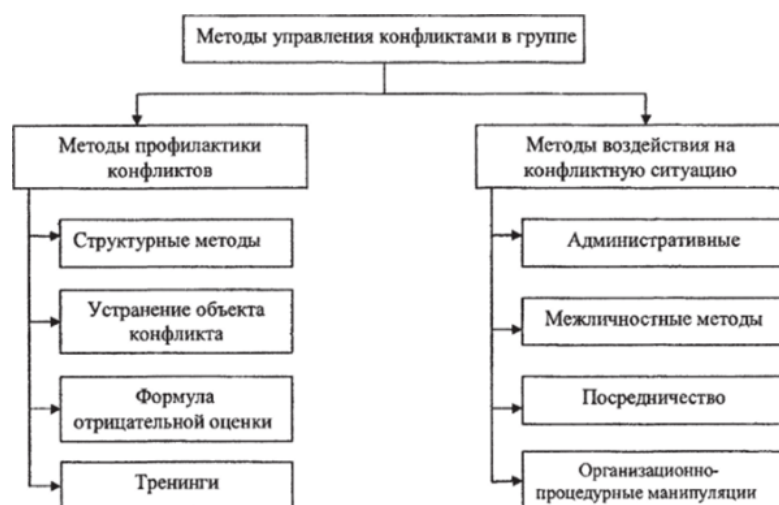 Методы управления конфликтами в группе
Методы профилактики
конфликтов
Структурные методы
Устранение объекта
конфликта
Формула
отрицательной оценки
Тренинги
Методы воздействия на
конфликтную ситуацию
Административные
Межличностные методы
Посредничество
Организационно-
процедурные манипуляции